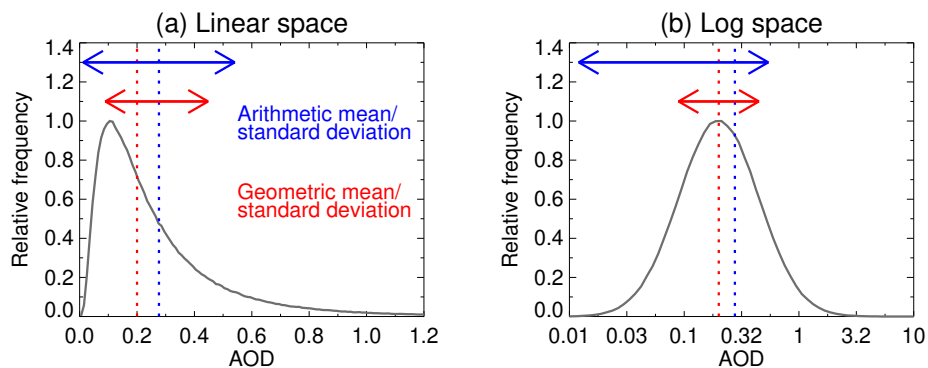 (a) Linear space
1.4
1.2
1.0
0.8
0.6
0.4
0.2
0.0
Relative frequency
Arithmetic mean/
standard deviation
Geometric mean/
standard deviation
0.0 0.2 0.4 0.6 0.8 1.0 1.2
AOD
(b) Log space
1.4
1.2
1.0
0.8
0.6
0.4
0.2
0.0
Relative frequency
0.01 0.03 0.1 0.32 1 3.2 10
AOD